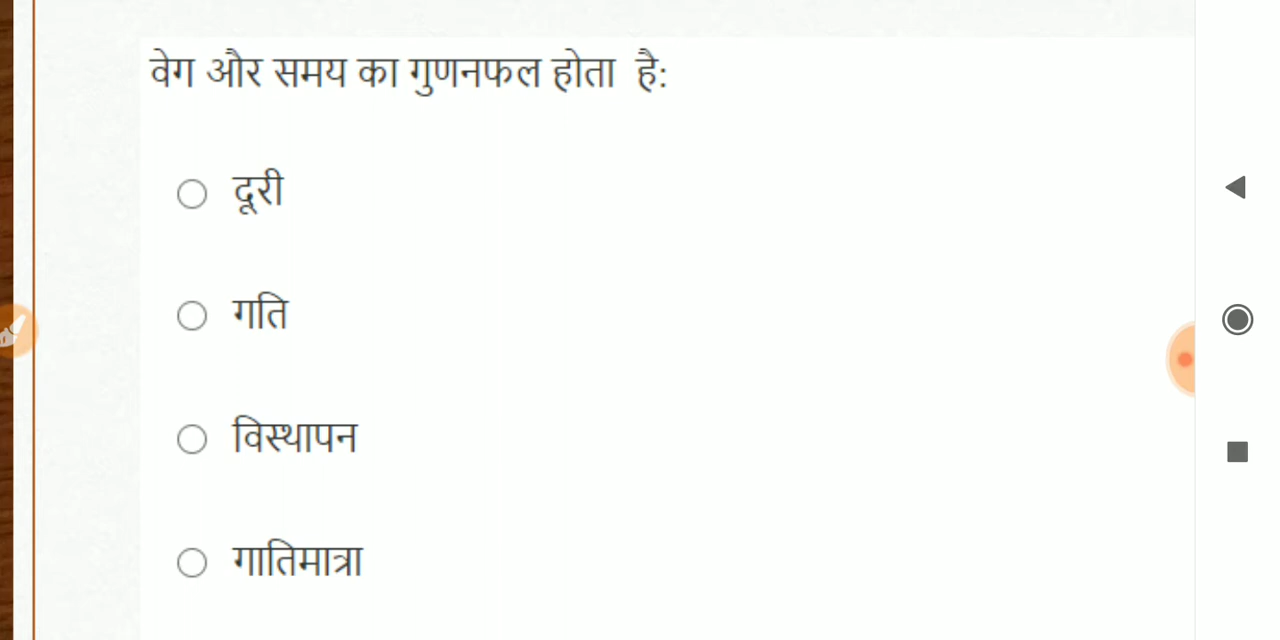 वेग और समय का गुणनफल होता है:
दूरी
गति
विस्थापन
गातिमात्रा